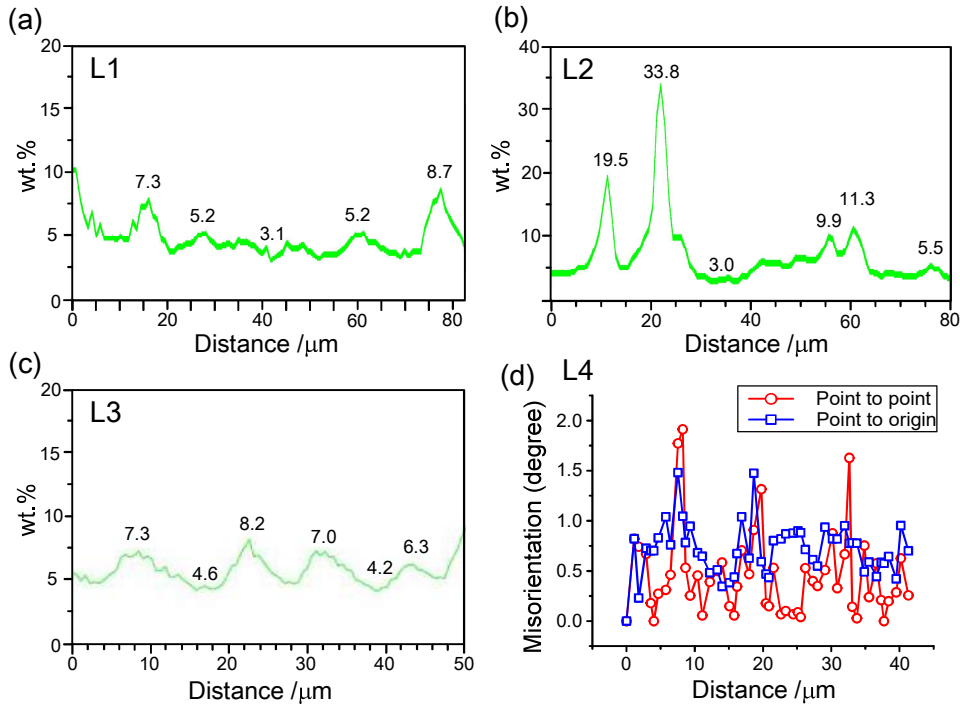 (a)
20
15
10
5
0
wt.%
L1
7.3
5.2
3.1
5.2
8.7
0 20 40 60 80
Distance /μm
(b)
40
30
20
10
0
wt.%
L2
19.5
33.8
3.0
9.9
11.3
5.5
0 20 40 60 80
Distance /μm
(c)
20
15
10
5
0
wt.%
L3
7.3
4.6
8.2
7.0
4.2
6.3
0 10 20 30 40 50
Distance /μm
(d) L4
Point to point
Point to origin
2.0
1.5
1.0
0.5
0.0
Misorientation (degree)
0 10 20 30 40
Distance /μm